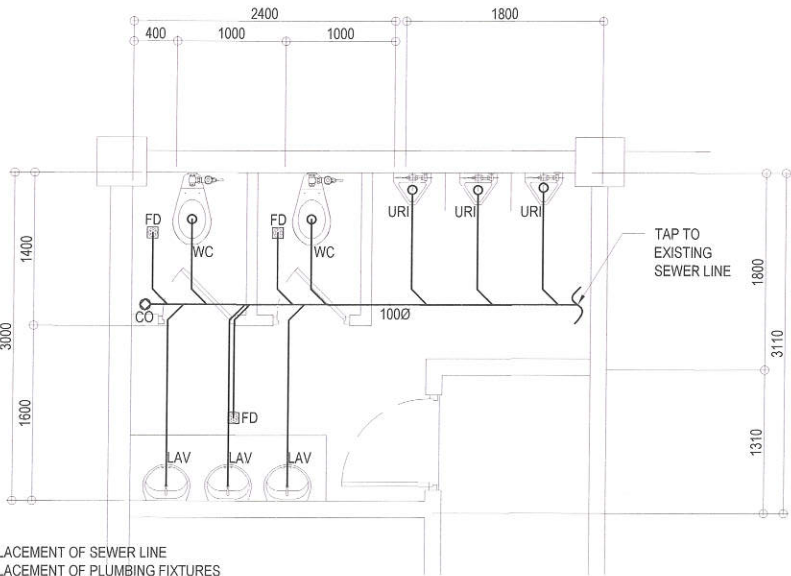 2400
1800
400
1000
1000
URI
URI
URI
FD
FD
WC
WC
TAP TO
EXISTING
SEWER LINE
1400
1800
3000
CO
100Ø
3110
1600
FD
1310
LAV
LAV
LAV
LACEMENT OF SEWER LINE
LACEMENT OF PLUMBING FIXTURES